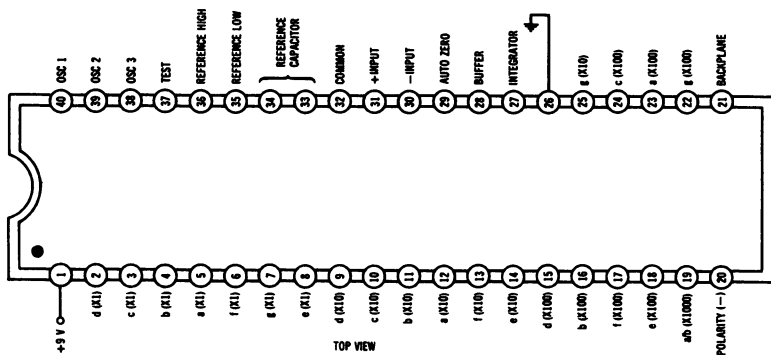 40 OSC 1
39 OSC 2
38 OSC 3
37 TEST
36 REFERENCE HIGH
35 REFERENCE LOW
34
33
REFERENCE
CAPACITOR
32 COMMON
31 +INPUT
30 —INPUT
29 AUTO ZERO
28 BUFFER
27 INTEGRATOR
26
25 g (X10)
24 c (X100)
23 a (X100)
22 g (X100)
21 BACKPLANE
1 +9 V
2 d (X1)
3 c (X1)
4 b (X1)
5 a (X1)
6 f (X1)
7 g (X1)
8 e (X1)
9 d (X10)
10 c (X10)
11 b (X10)
12 a (X10)
13 f (X10)
14 e (X10)
15 d (X100)
16 b (X100)
17 f (X100)
18 e (X100)
19 a/b (X1000)
20 POLARITY (—)
TOP VIEW